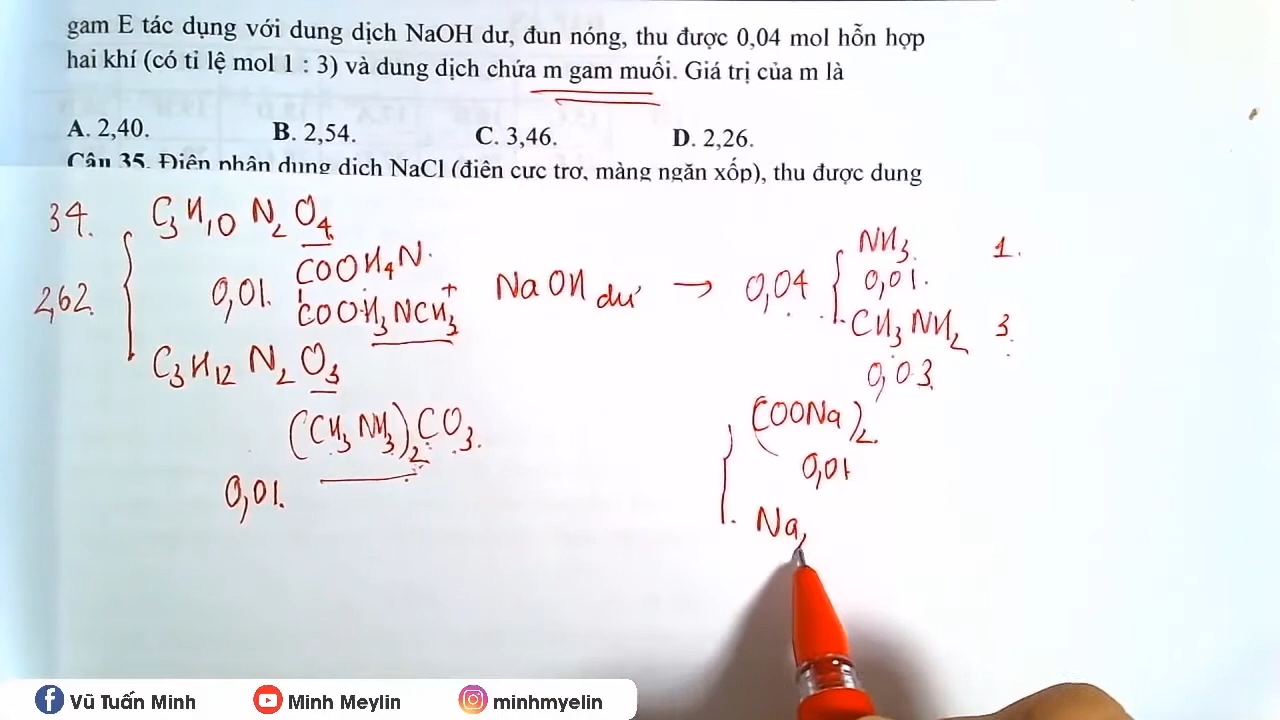 gam E tác dụng với dung dịch NaOH dư, đun nóng, thu được 0,04 mol hỗn hợp
hai khí (có tỉ lệ mol 1 : 3) và dung dịch chứa m gam muối. Giá trị của m là
A. 2,40. B. 2,54. C. 3,46. D. 2,26.
Câu 35. Điện phân dung dịch NaCl (điện cực trơ, màng ngăn xốp), thu được dung
34. C3H10N2O4
COOH4N.
2,62. 0,01. + NaOH dư → 0,04
COOH3NCH3
C3H12N2O3
(CH3NH3)2CO3.
0,01.
NH3. 1.
0,01.
CH3NH2 3.
0,03.
(COONa)2.
0,01
Na2
Vũ Tuấn Minh Minh Meylin minhmyelin